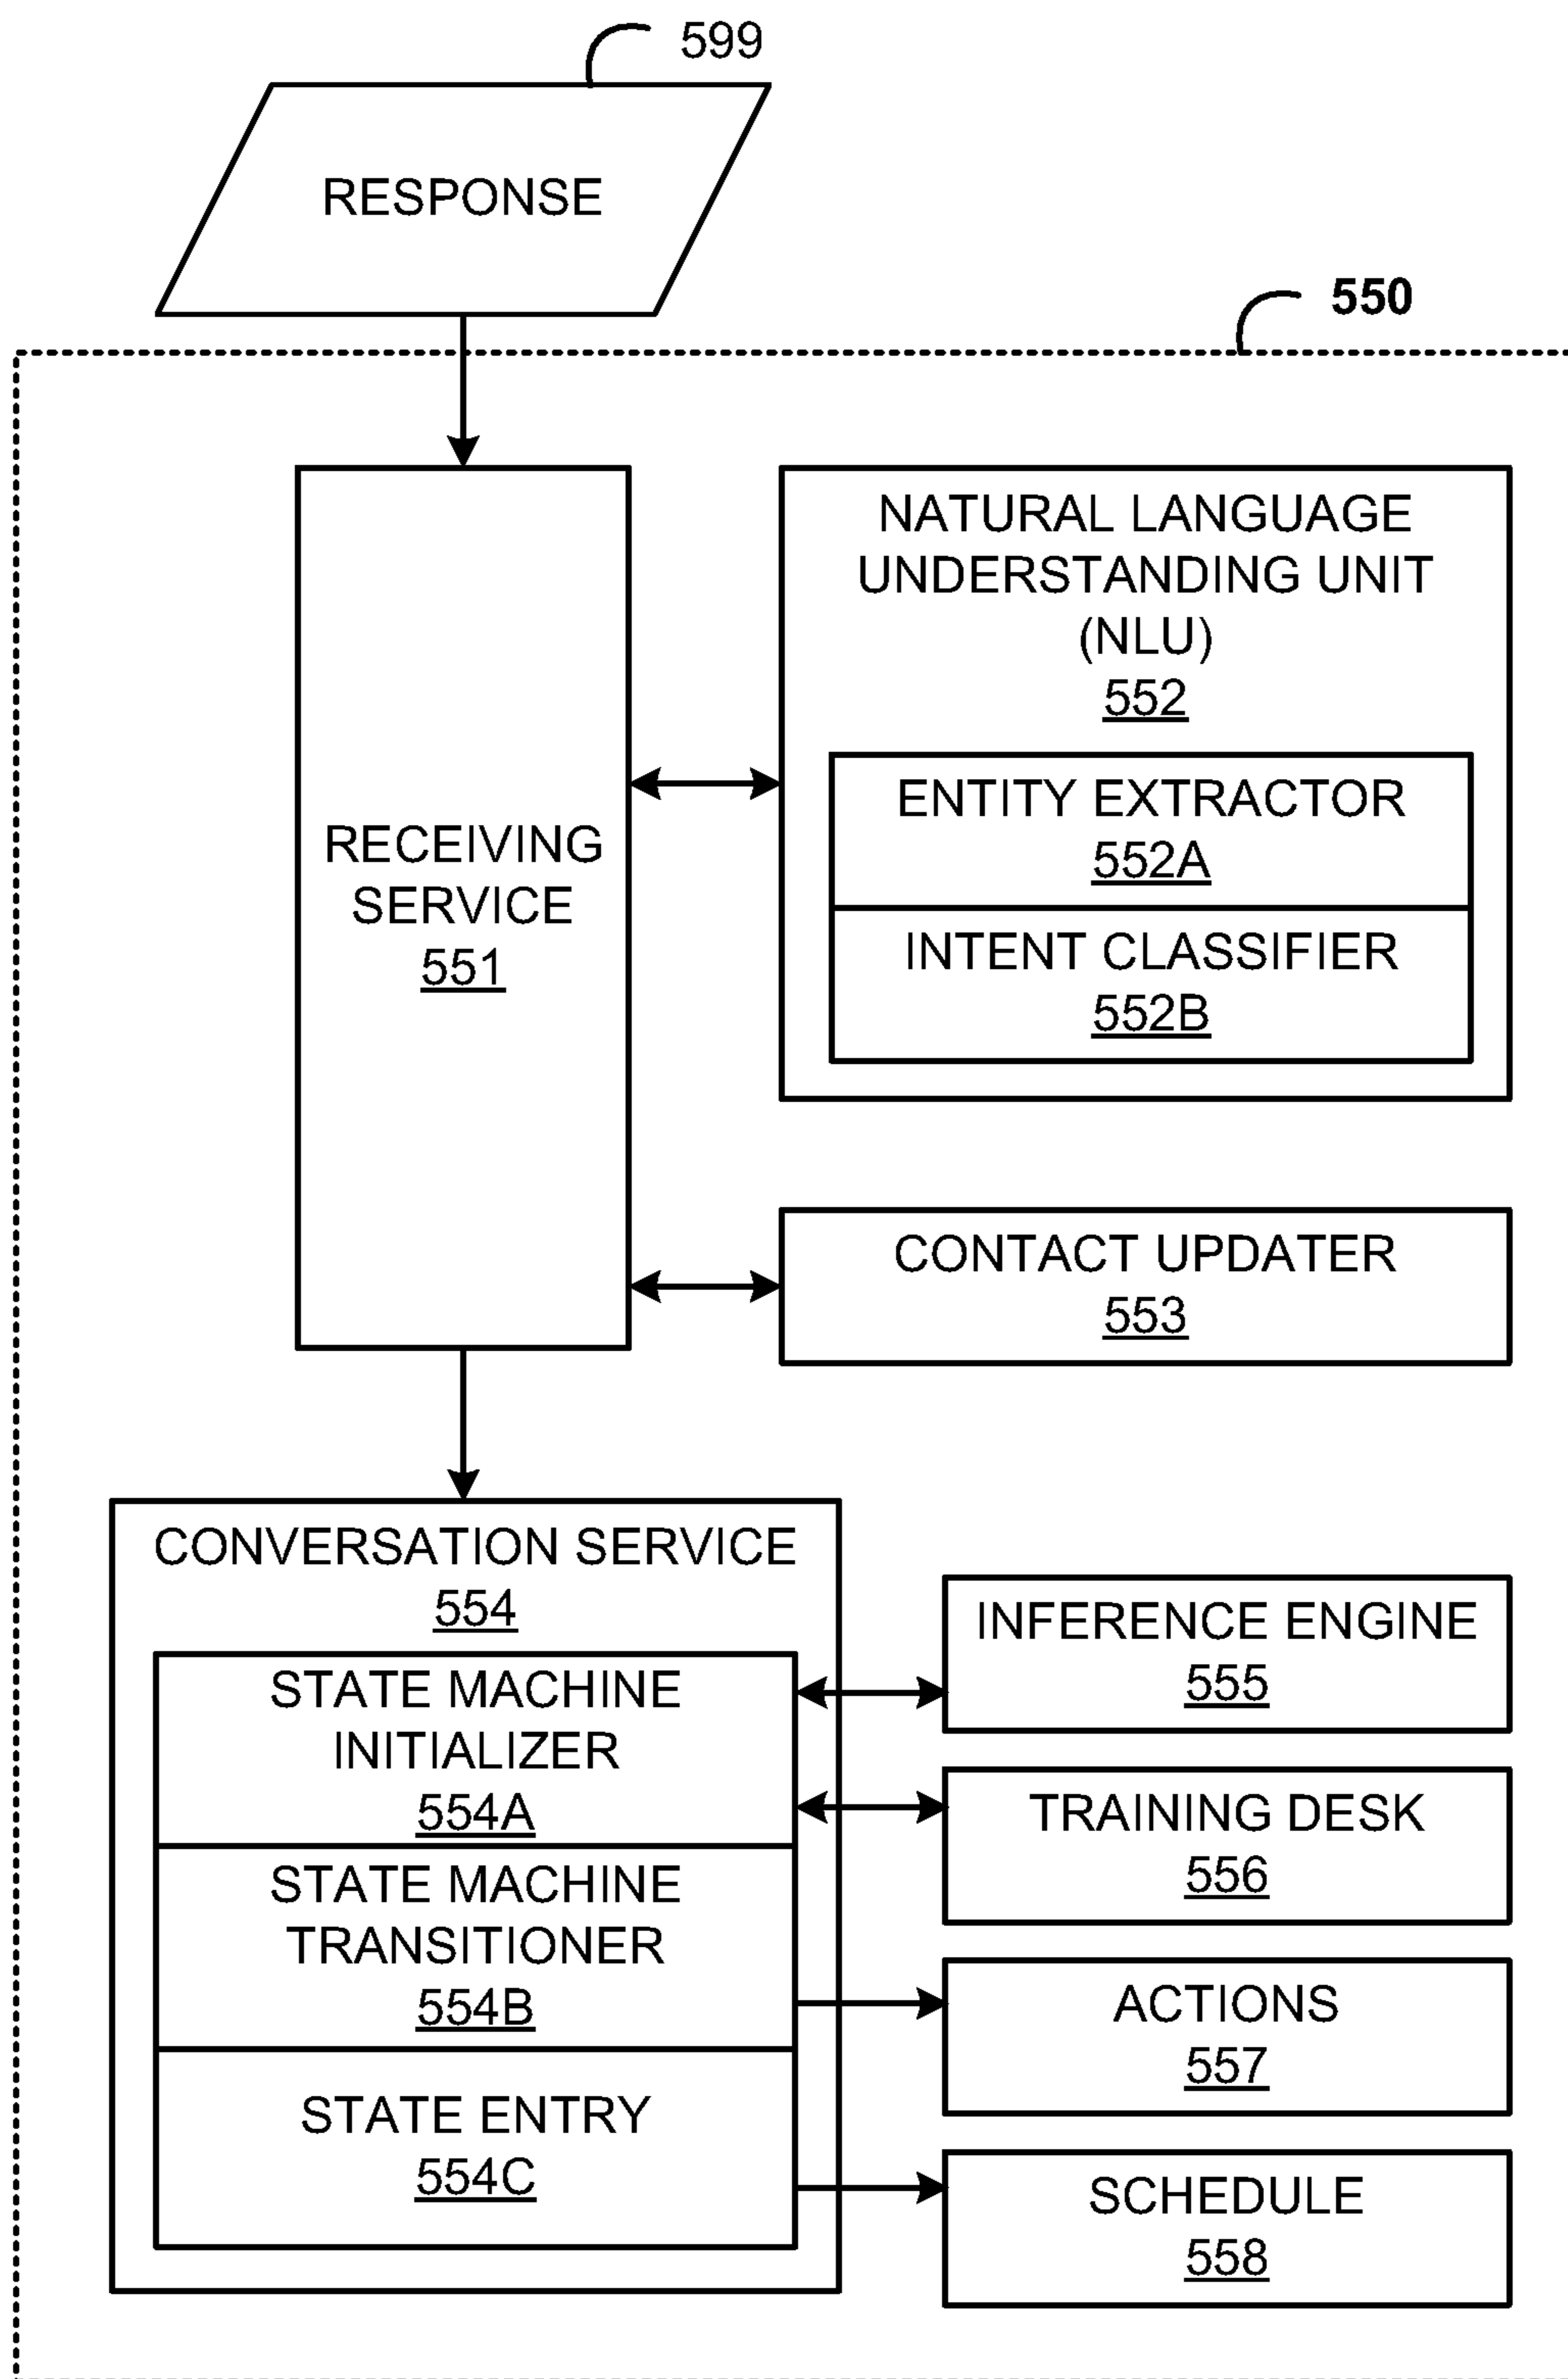 599
RESPONSE
550
RECEIVING
SERVICE
551
NATURAL LANGUAGE
UNDERSTANDING UNIT
(NLU)
552
ENTITY EXTRACTOR
552A
INTENT CLASSIFIER
552B
CONTACT UPDATER
553
CONVERSATION SERVICE
554
STATE MACHINE
INITIALIZER
554A
STATE MACHINE
TRANSITIONER
554B
STATE ENTRY
554C
INFERENCE ENGINE
555
TRAINING DESK
556
ACTIONS
557
SCHEDULE
558